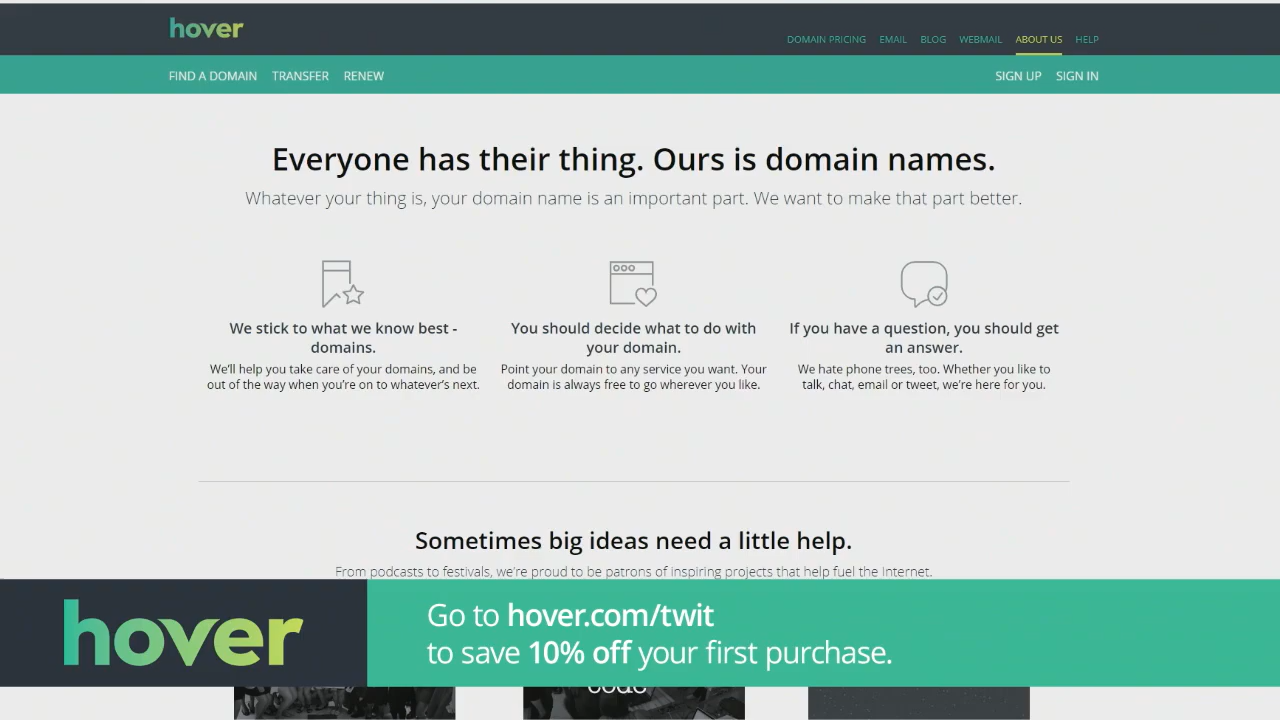 hover
DOMAIN PRICING EMAIL BLOG WEBMAIL ABOUT US HELP
FIND A DOMAIN TRANSFER RENEW SIGN UP SIGN IN
Everyone has their thing. Ours is domain names.
Whatever your thing is, your domain name is an important part. We want to make that part better.
We stick to what we know best -
domains.
We'll help you take care of your domains, and be
out of the way when you're on to whatever's next.
You should decide what to do with
your domain.
Point your domain to any service you want. Your
domain is always free to go wherever you like.
If you have a question, you should get
an answer.
We hate phone trees, too. Whether you like to
talk, chat, email or tweet, we're here for you.
Sometimes big ideas need a little help.
From podcasts to festivals, we're proud to be patrons of inspiring projects that help fuel the Internet.
hover
Go to hover.com/twit
to save 10% off your first purchase.
code